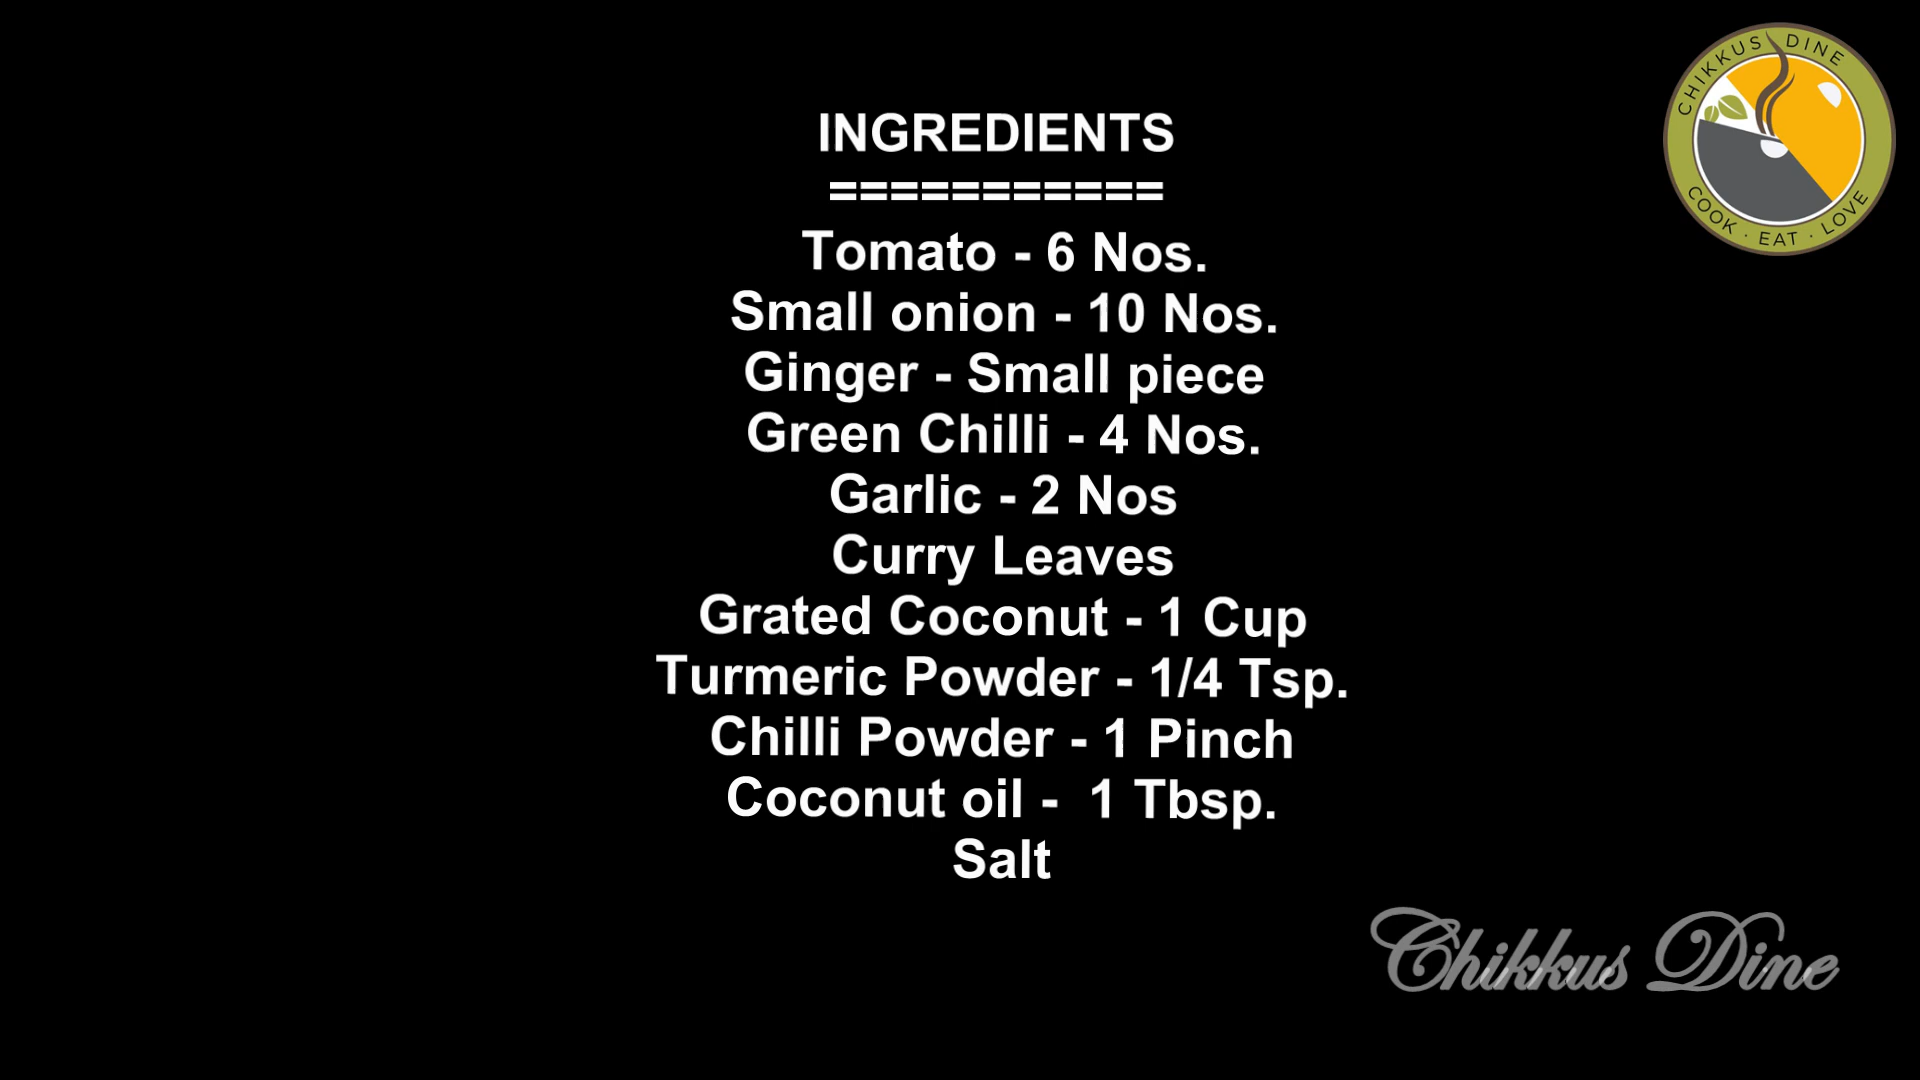 CHIKKUS DINE
COOK . EAT . LOVE
INGREDIENTS
===========
Tomato - 6 Nos.
Small onion - 10 Nos.
Ginger - Small piece
Green Chilli - 4 Nos.
Garlic - 2 Nos
Curry Leaves
Grated Coconut - 1 Cup
Turmeric Powder - 1/4 Tsp.
Chilli Powder - 1 Pinch
Coconut oil -  1 Tbsp.
Salt
Chikkus Dine